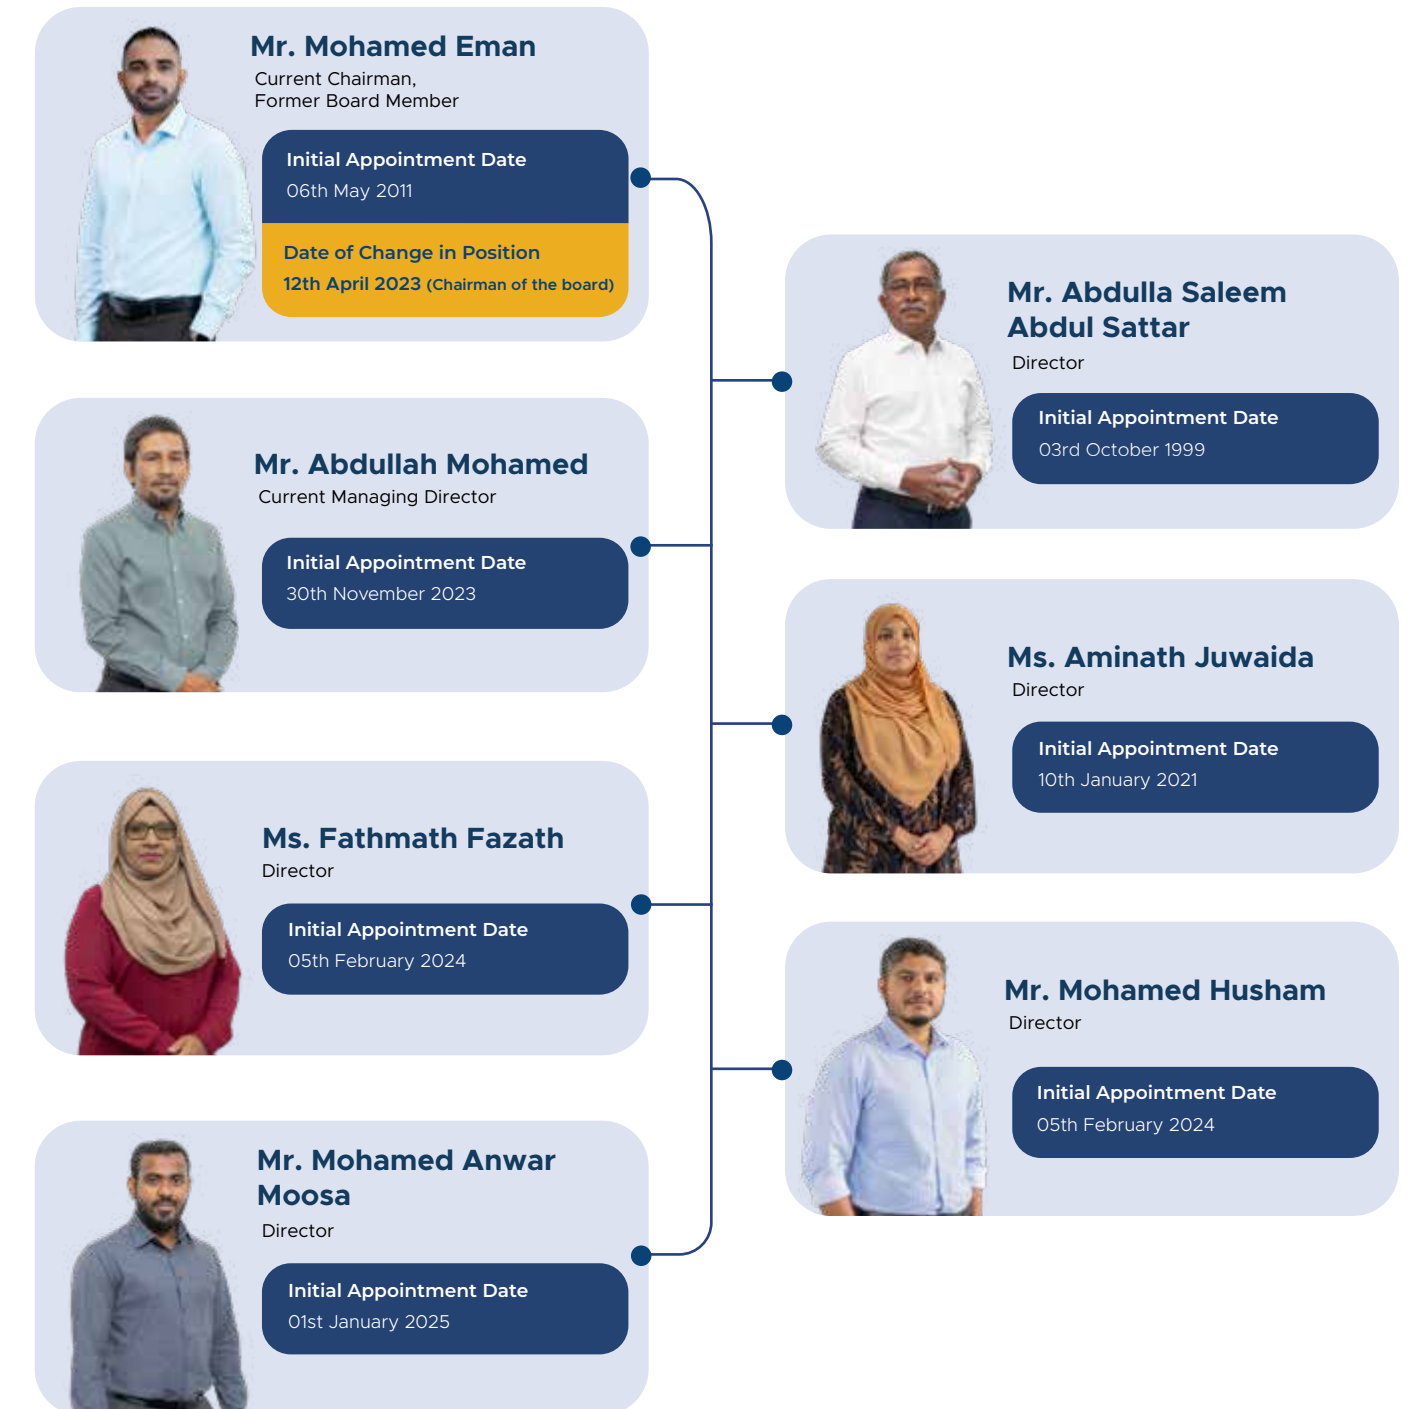 Mr. Mohamed Eman
Current Chairman,
Former Board Member
Initial Appointment Date
06th May 2011
Date of Change in Position
12th April 2023 (Chairman of the board)
Mr. Abdulla Saleem
Abdul Sattar
Director
Initial Appointment Date
03rd October 1999
Mr. Abdullah Mohamed
Current Managing Director
Initial Appointment Date
30th November 2023
Ms. Aminath Juwaida
Director
Initial Appointment Date
10th January 2021
Ms. Fathmath Fazath
Director
Initial Appointment Date
05th February 2024
Mr. Mohamed Husham
Director
Initial Appointment Date
05th February 2024
Mr. Mohamed Anwar
Moosa
Director
Initial Appointment Date
01st January 2025